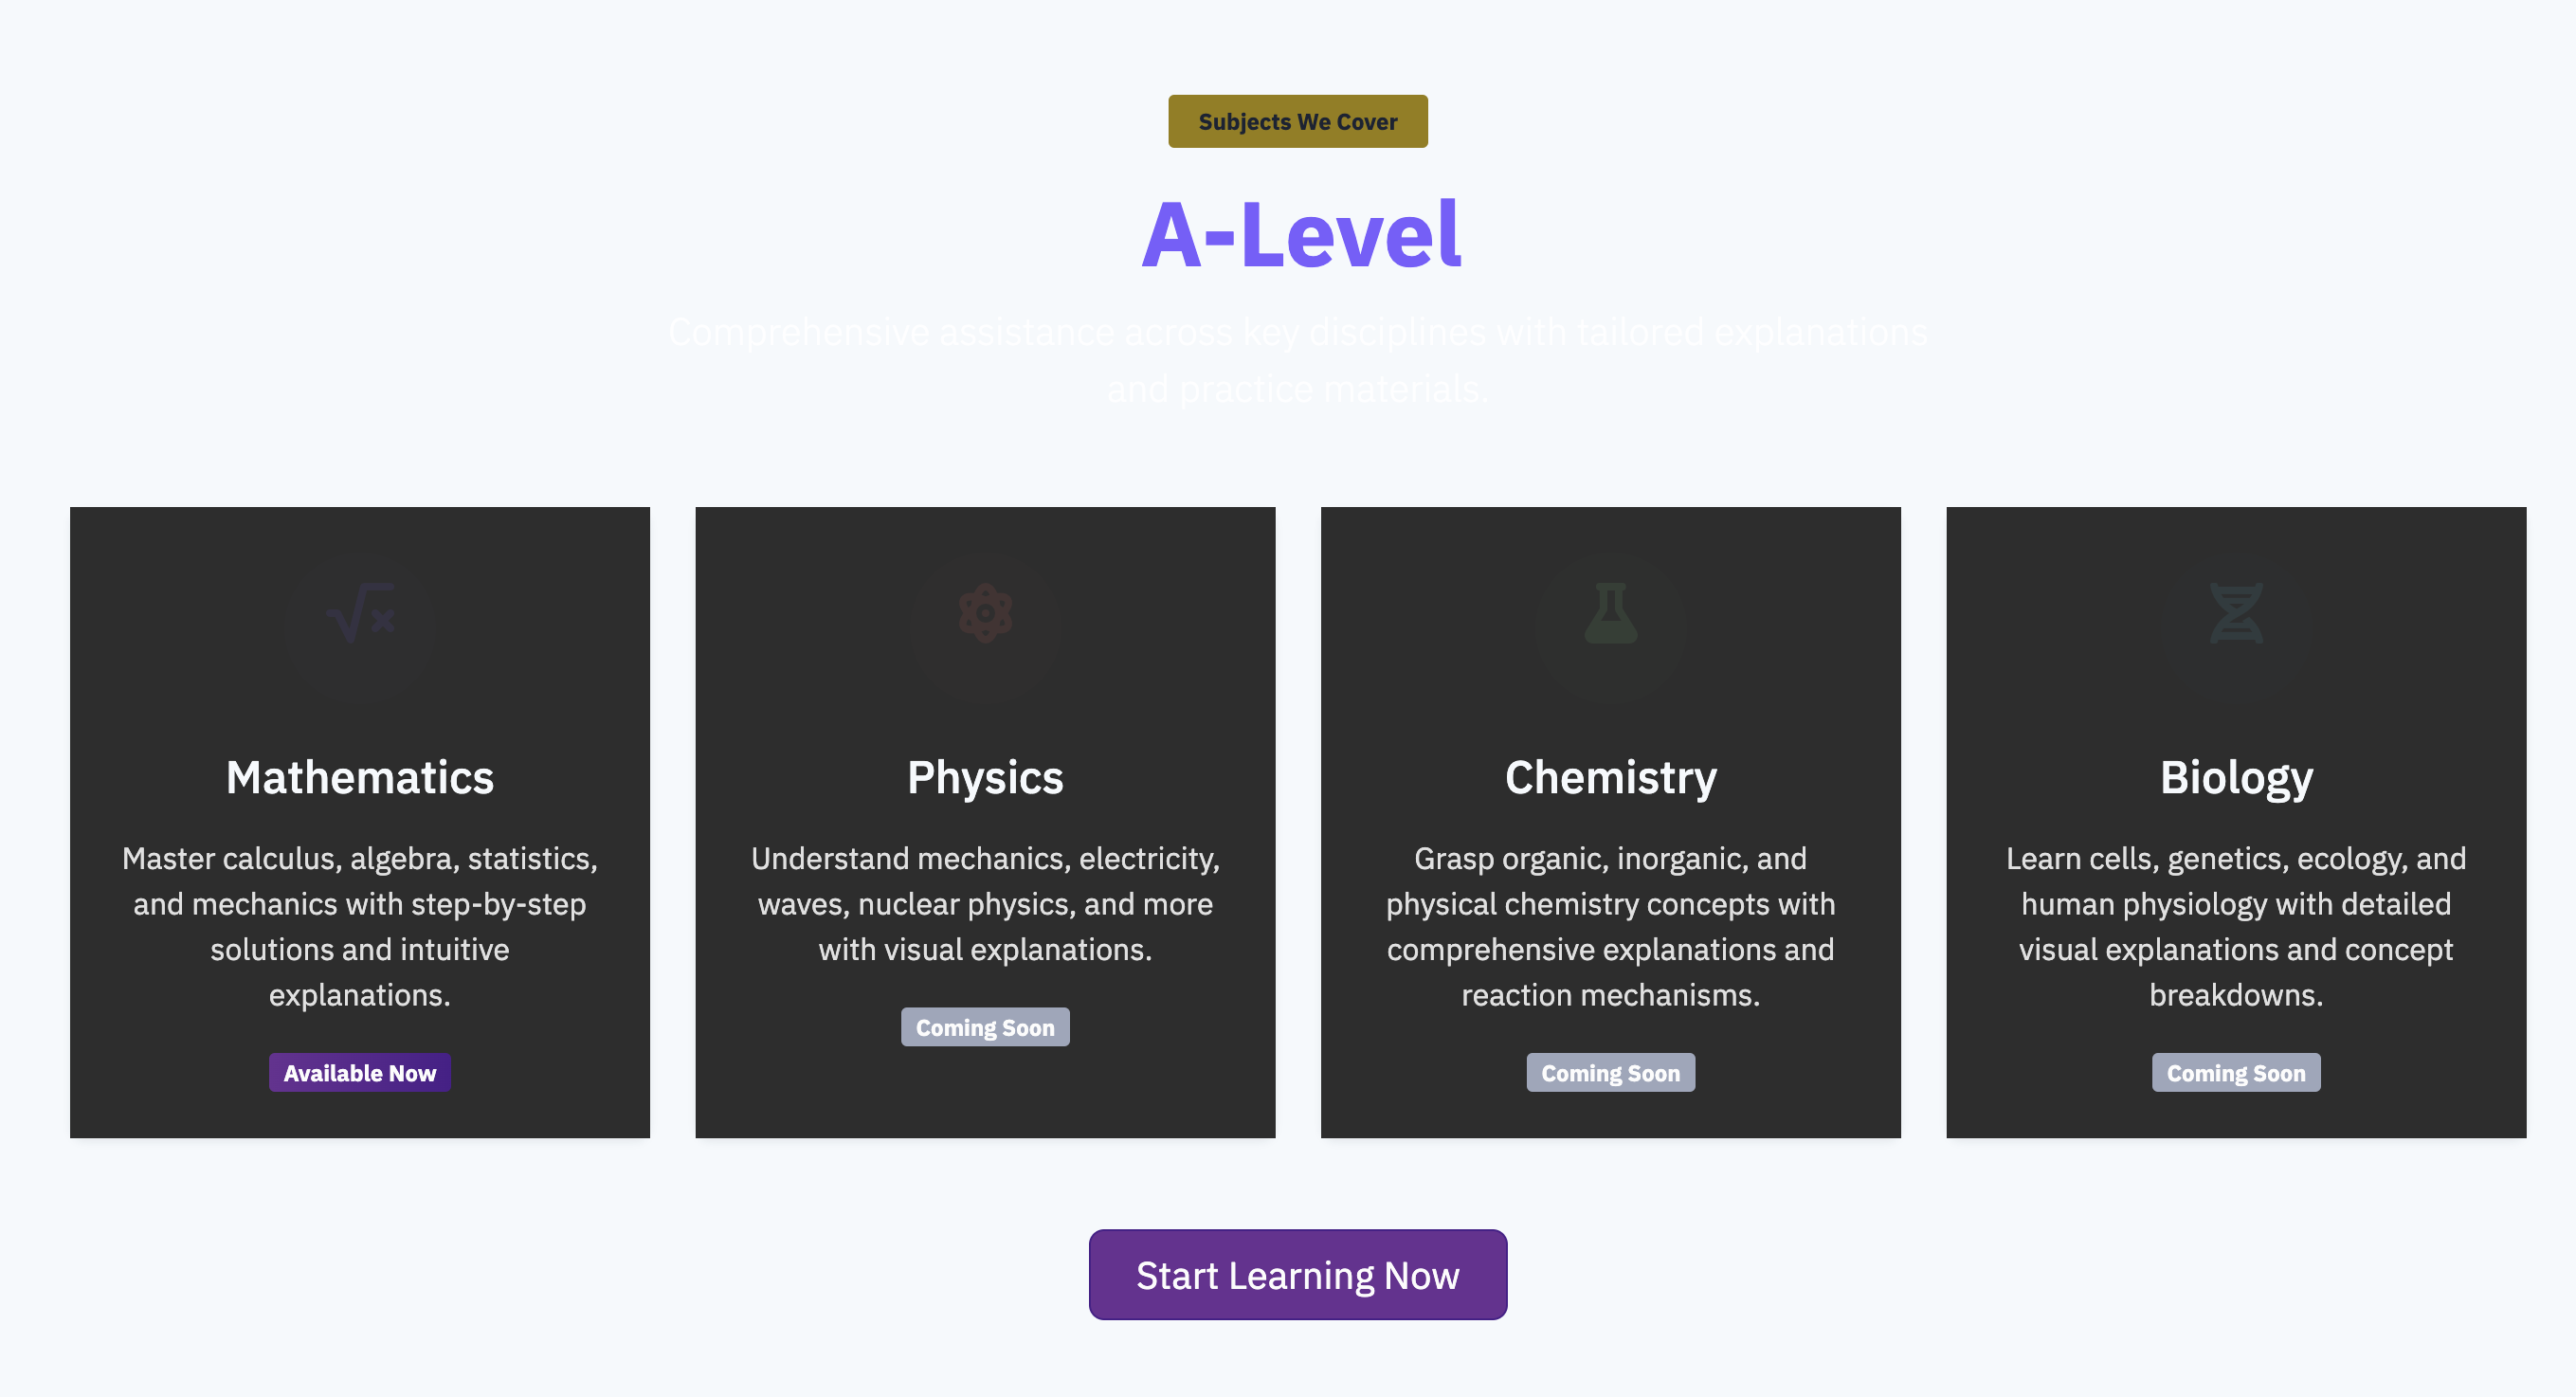 Subjects We Cover
A-Level
Comprehensive assistance across key disciplines with tailored explanations
and practice materials.
Mathematics
Master calculus, algebra, statistics,
and mechanics with step-by-step
solutions and intuitive
explanations.
Available Now
Physics
Understand mechanics, electricity,
waves, nuclear physics, and more
with visual explanations.
Coming Soon
Chemistry
Grasp organic, inorganic, and
physical chemistry concepts with
comprehensive explanations and
reaction mechanisms.
Coming Soon
Biology
Learn cells, genetics, ecology, and
human physiology with detailed
visual explanations and concept
breakdowns.
Coming Soon
Start Learning Now